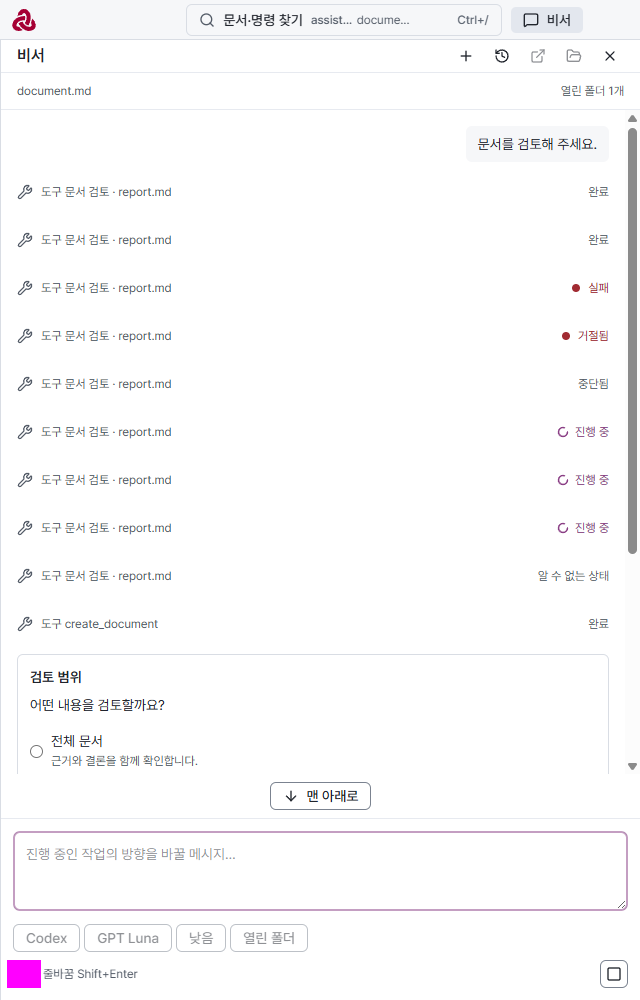 문서·명령 찾기 assist... docume... Ctrl+/ 비서
비서
document.md 열린 폴더 1개
문서를 검토해 주세요.
도구 문서 검토 · report.md 완료
도구 문서 검토 · report.md 완료
도구 문서 검토 · report.md 실패
도구 문서 검토 · report.md 거절됨
도구 문서 검토 · report.md 중단됨
도구 문서 검토 · report.md 진행 중
도구 문서 검토 · report.md 진행 중
도구 문서 검토 · report.md 진행 중
도구 문서 검토 · report.md 알 수 없는 상태
도구 create_document 완료
검토 범위
어떤 내용을 검토할까요?
전체 문서
근거와 결론을 함께 확인합니다.
맨 아래로
진행 중인 작업의 방향을 바꿀 메시지...
Codex GPT Luna 낮음 열린 폴더
줄바꿈 Shift+Enter